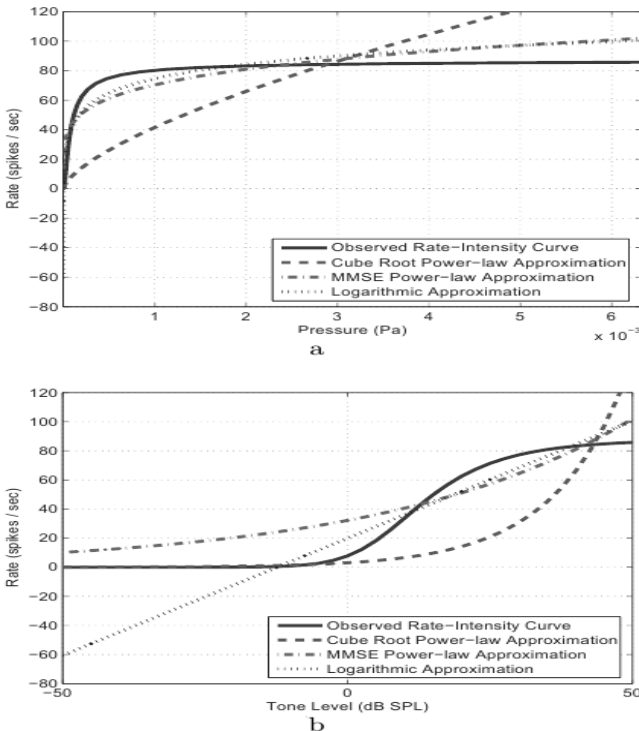 120
100
80
60
40
20
0
−20
−40
−60
−80
Rate (spikes / sec)
Observed Rate−Intensity Curve
Cube Root Power−law Approximation
MMSE Power−law Approximation
Logarithmic Approximation
1 2 3 4 5 6
Pressure (Pa)
x 10⁻³
a
120
100
80
60
40
20
0
−20
−40
−60
−80
Rate (spikes / sec)
Observed Rate−Intensity Curve
Cube Root Power−law Approximation
MMSE Power−law Approximation
Logarithmic Approximation
−50 0 50
Tone Level (dB SPL)
b